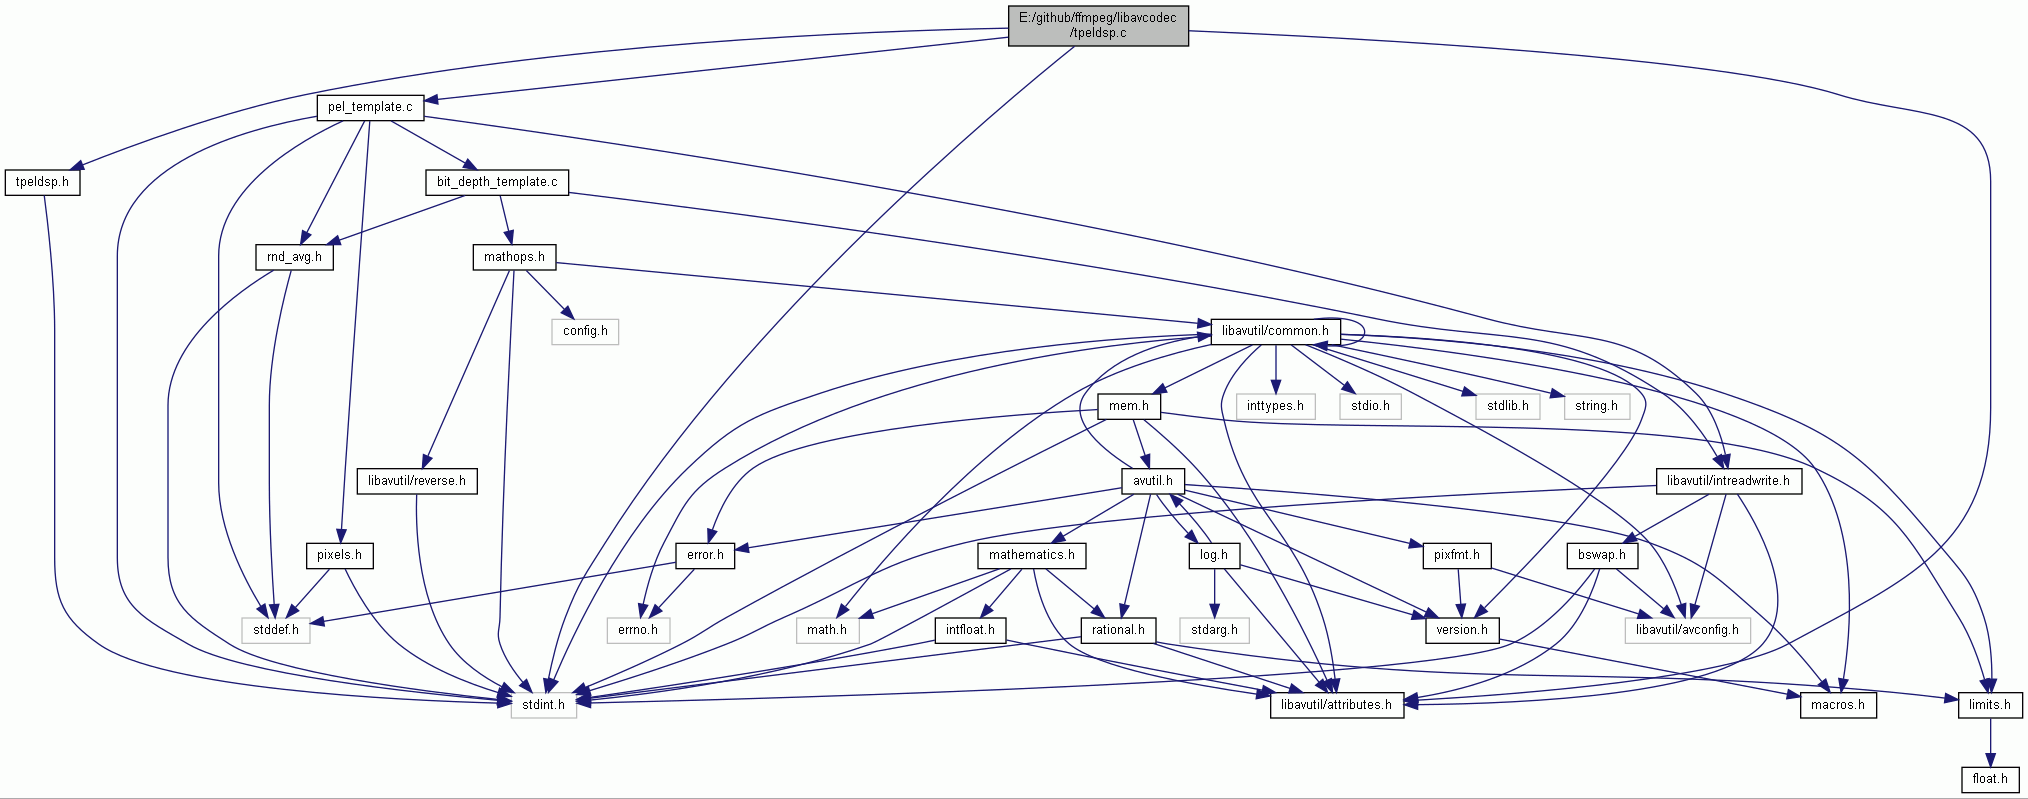 E:/github/ffmpeg/libavcodec
/tpeldsp.c
pel_template.c
tpeldsp.h
bit_depth_template.c
rnd_avg.h
mathops.h
config.h
libavutil/common.h
mem.h
inttypes.h
stdio.h
stdlib.h
string.h
libavutil/reverse.h
avutil.h
libavutil/intreadwrite.h
pixels.h
error.h
mathematics.h
log.h
pixfmt.h
bswap.h
stddef.h
errno.h
math.h
intfloat.h
rational.h
stdarg.h
version.h
libavutil/avconfig.h
stdint.h
libavutil/attributes.h
macros.h
limits.h
float.h